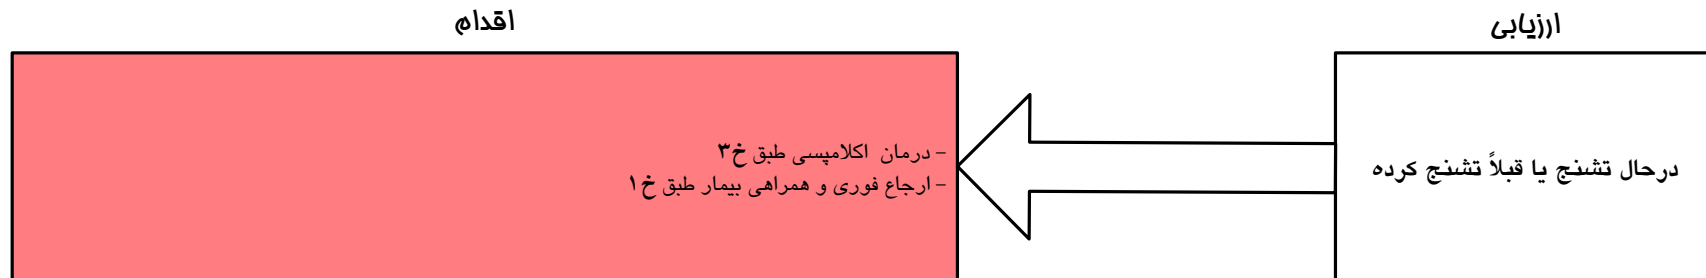 ارزیابی
اقدام
درحال تشنج یا قبلاً تشنج کرده
- درمان اکلامپسی طبق خ۳
- ارجاع فوری و همراهی بیمار طبق خ۱